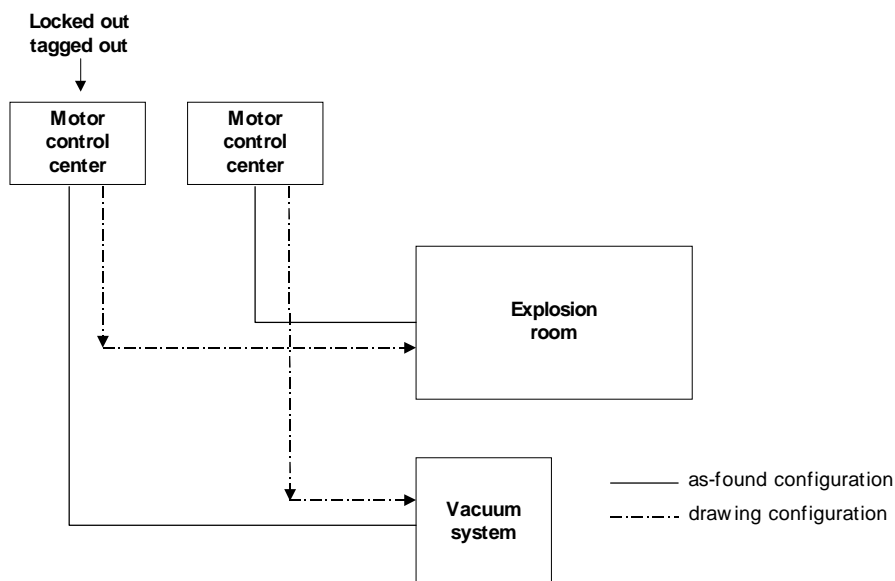 Locked out
tagged out
Motor
control
center
Motor
control
center
Explosion
room
Vacuum
system
as-found configuration
drawing configuration